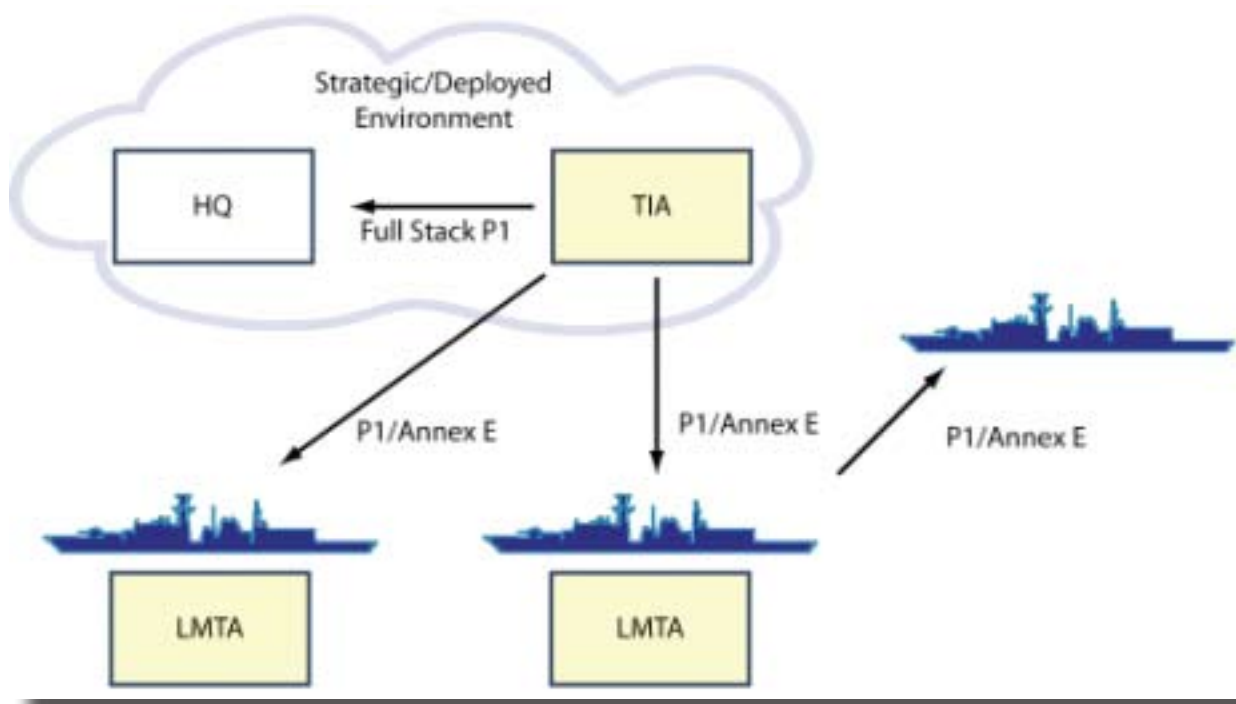 Strategic/Deployed
Environment
HQ
TIA
Full Stack P1
P1/Annex E
P1/Annex E
P1/Annex E
LMTA
LMTA